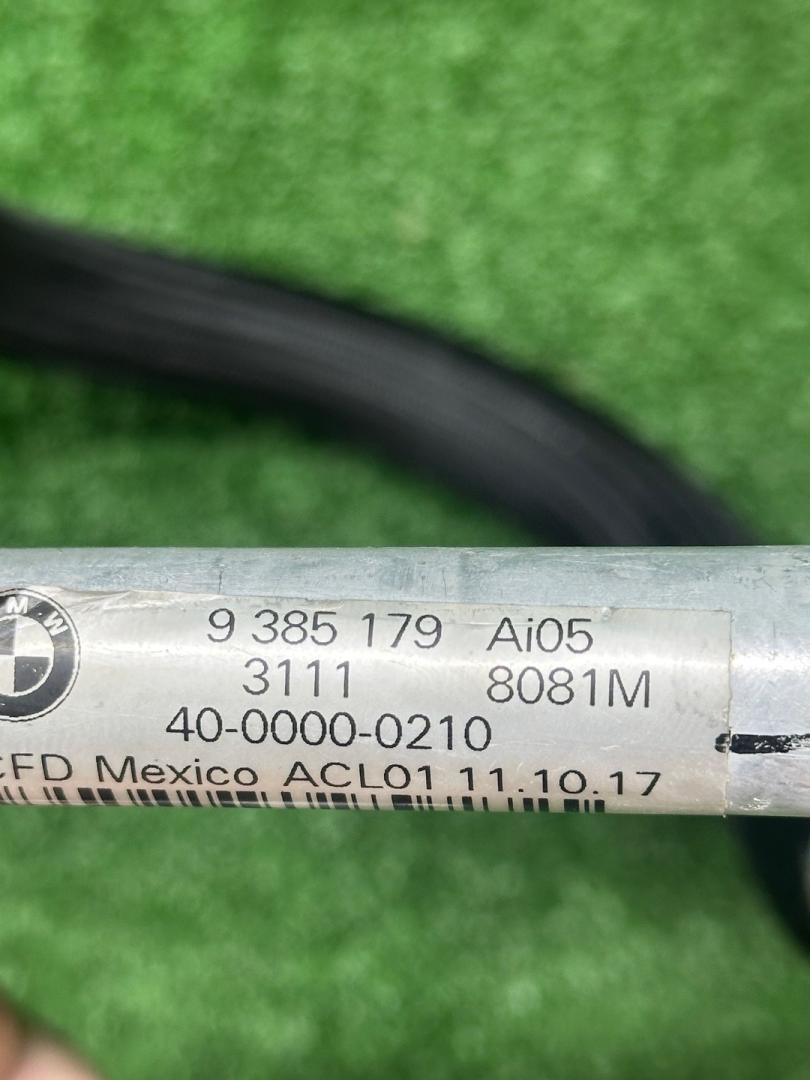 M W
9 385 179 Ai05
3111 8081M
40-0000-0210
CFD Mexico ACL01 11.10.17